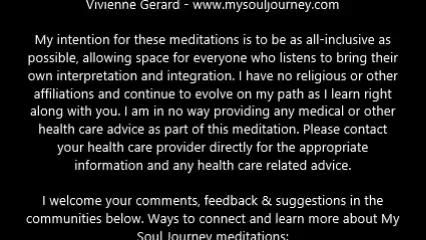 Vivienne Gerard - www.mysouljourney.com
My intention for these meditations is to be as all-inclusive as
possible, allowing space for everyone who listens to bring their
own interpretation and integration. I have no religious or other
affiliations and continue to evolve on my path as I learn right
along with you. I am in no way providing any medical or other
health care advice as part of this meditation. Please contact
your health care provider directly for the appropriate
information and any health care related advice.
I welcome your comments, feedback & suggestions in the
communities below. Ways to connect and learn more about My
Soul Journey meditations: